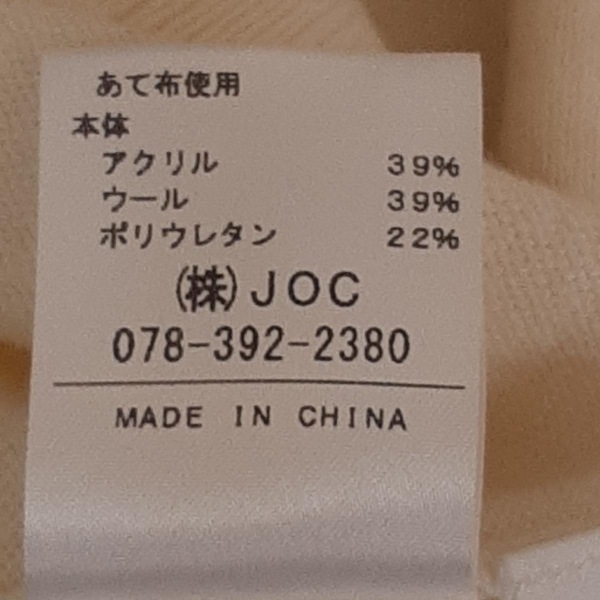 あて布使用
本体
アクリル 39%
ウール 39%
ポリウレタン 22%
(株)JOC
078-392-2380
MADE IN CHINA